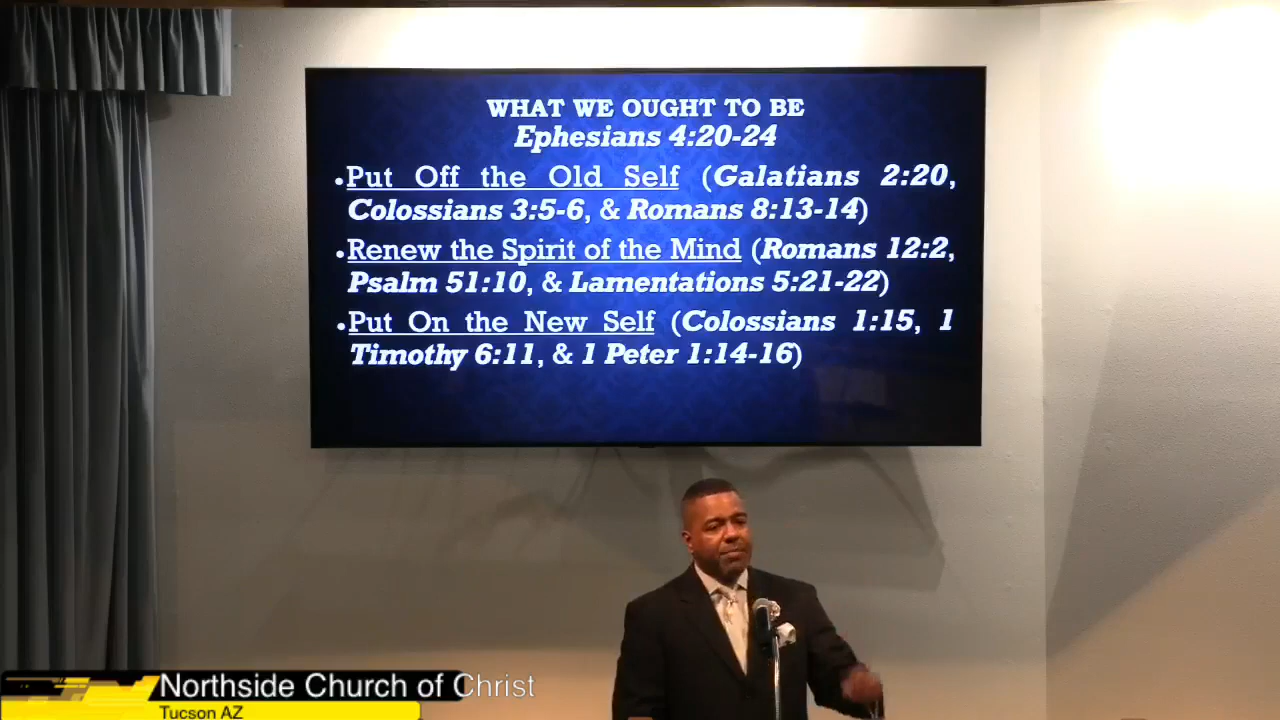 WHAT WE OUGHT TO BE
Ephesians 4:20-24
•Put Off the Old Self (Galatians 2:20,
Colossians 3:5-6, & Romans 8:13-14)
•Renew the Spirit of the Mind (Romans 12:2,
Psalm 51:10, & Lamentations 5:21-22)
•Put On the New Self (Colossians 1:15, 1
Timothy 6:11, & 1 Peter 1:14-16)
Northside Church of Christ
Tucson AZ